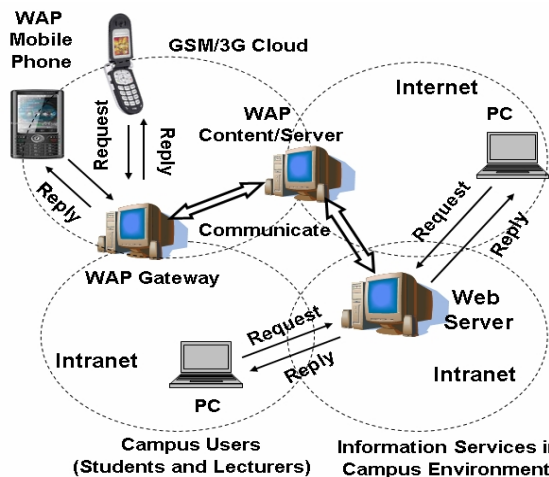 WAP
Mobile
Phone
GSM/3G Cloud
Internet
PC
WAP
Content/Server
Request
Reply
Reply
Request
Reply
Communicate
WAP Gateway
Web
Server
Request
Reply
Intranet
PC
Intranet
Campus Users
(Students and Lecturers)
Information Services in
Campus Environment